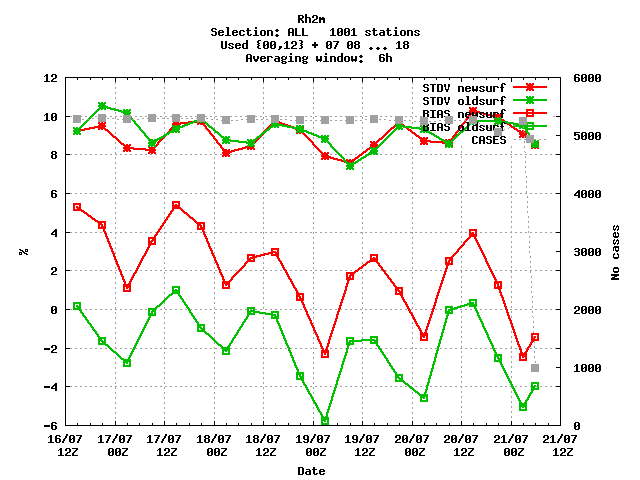 Rh2m
Selection: ALL   1001 stations
Used {00,12} + 07 08 ... 18
Averaging window:  6h
STDV newsurf
STDV oldsurf
BIAS newsurf
BIAS oldsurf
CASES
12
10
8
6
4
2
0
-2
-4
-6
%
6000
5000
4000
3000
2000
1000
0
No cases
16/07 17/07 17/07 18/07 18/07 19/07 19/07 20/07 20/07 21/07 21/07
12Z 00Z 12Z 00Z 12Z 00Z 12Z 00Z 12Z 00Z 12Z
Date